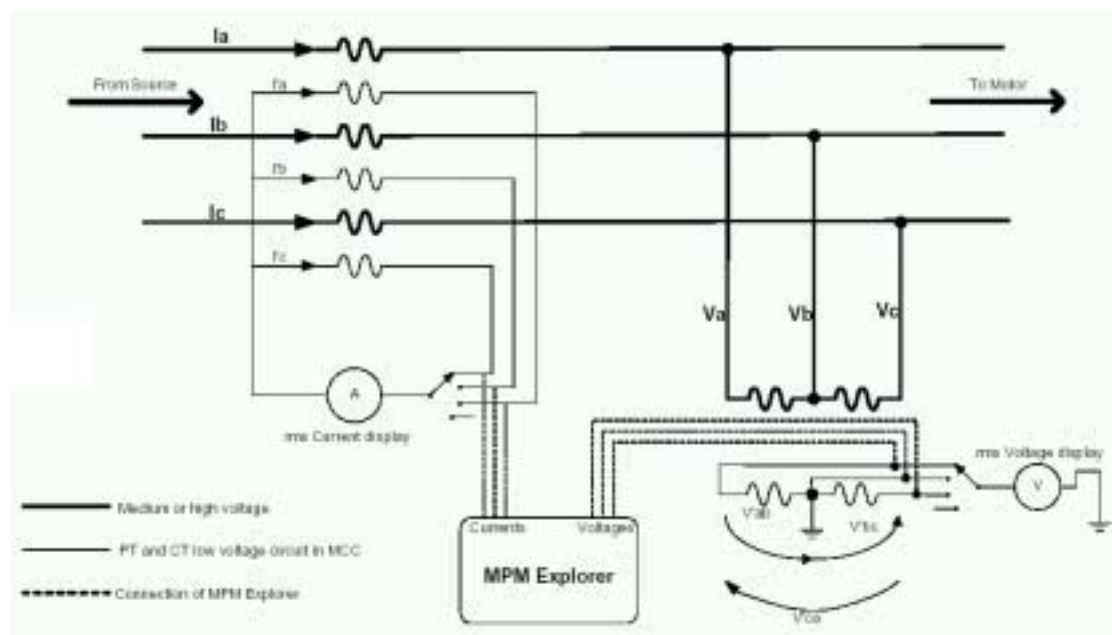 Ia
From Source
I'a
To Motor
Ib
I'b
Ic
I'c
Va
Vb
Vc
A
rms Current display
rms Voltage display
V
V'ab
V'bc
Medium or high voltage
Currents
Voltages
PT and CT low voltage circuit in MCC
MPM Explorer
Connection of MPM Explorer
V'ca